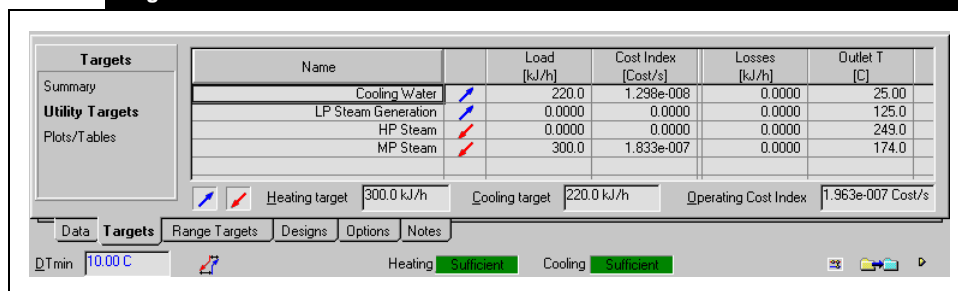 Targets
Summary
Utility Targets
Plots/Tables
Name Load [kJ/h] Cost Index [Cost/s] Losses [kJ/h] Outlet T [C]
Cooling Water 220.0 1.298e-008 0.0000 25.00
LP Steam Generation 0.0000 0.0000 0.0000 125.0
HP Steam 0.0000 0.0000 0.0000 249.0
MP Steam 300.0 1.833e-007 0.0000 174.0
Heating target 300.0 kJ/h Cooling target 220.0 kJ/h Operating Cost Index 1.963e-007 Cost/s
Data Targets Range Targets Designs Options Notes
DTmin 10.00 C Heating Sufficient Cooling Sufficient